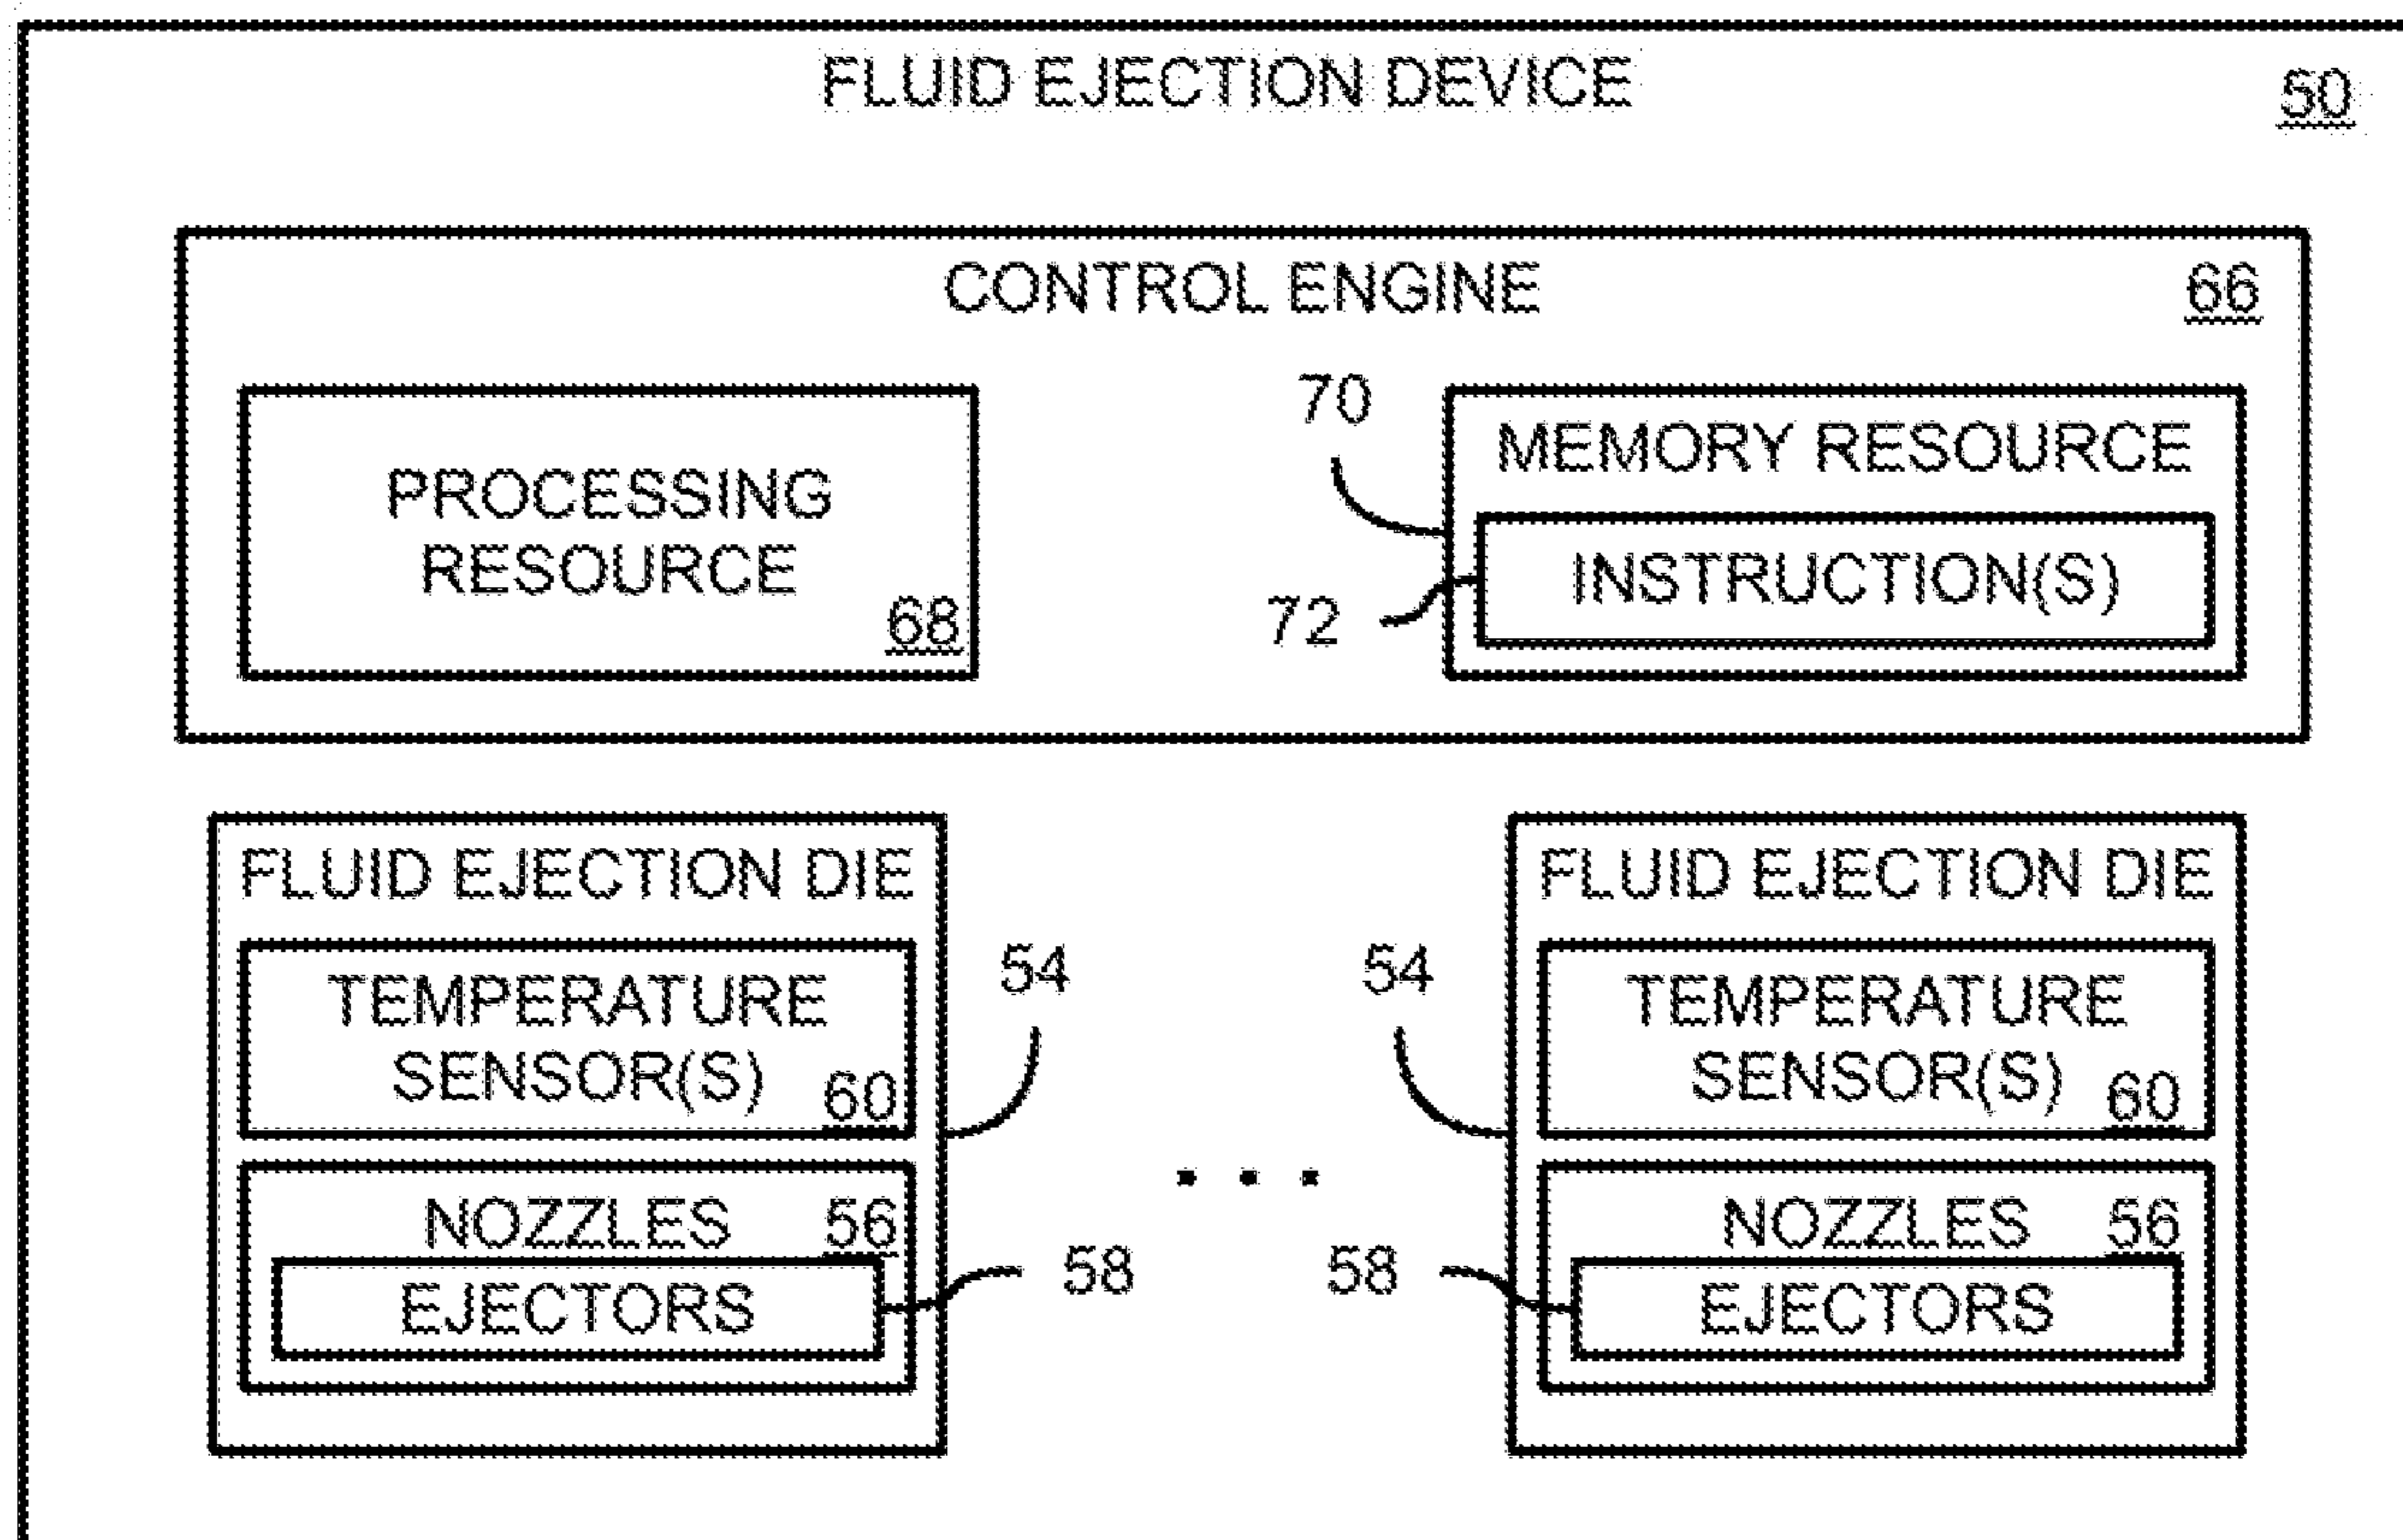 FLUID EJECTION DEVICE 50
CONTROL ENGINE 66
PROCESSING
RESOURCE
68
70
MEMORY RESOURCE
72
INSTRUCTION(S)
FLUID EJECTION DIE
TEMPERATURE
SENSOR(S) 60
54
NOZZLES 56
EJECTORS
58
. . .
FLUID EJECTION DIE
54
TEMPERATURE
SENSOR(S) 60
NOZZLES 56
58
EJECTORS